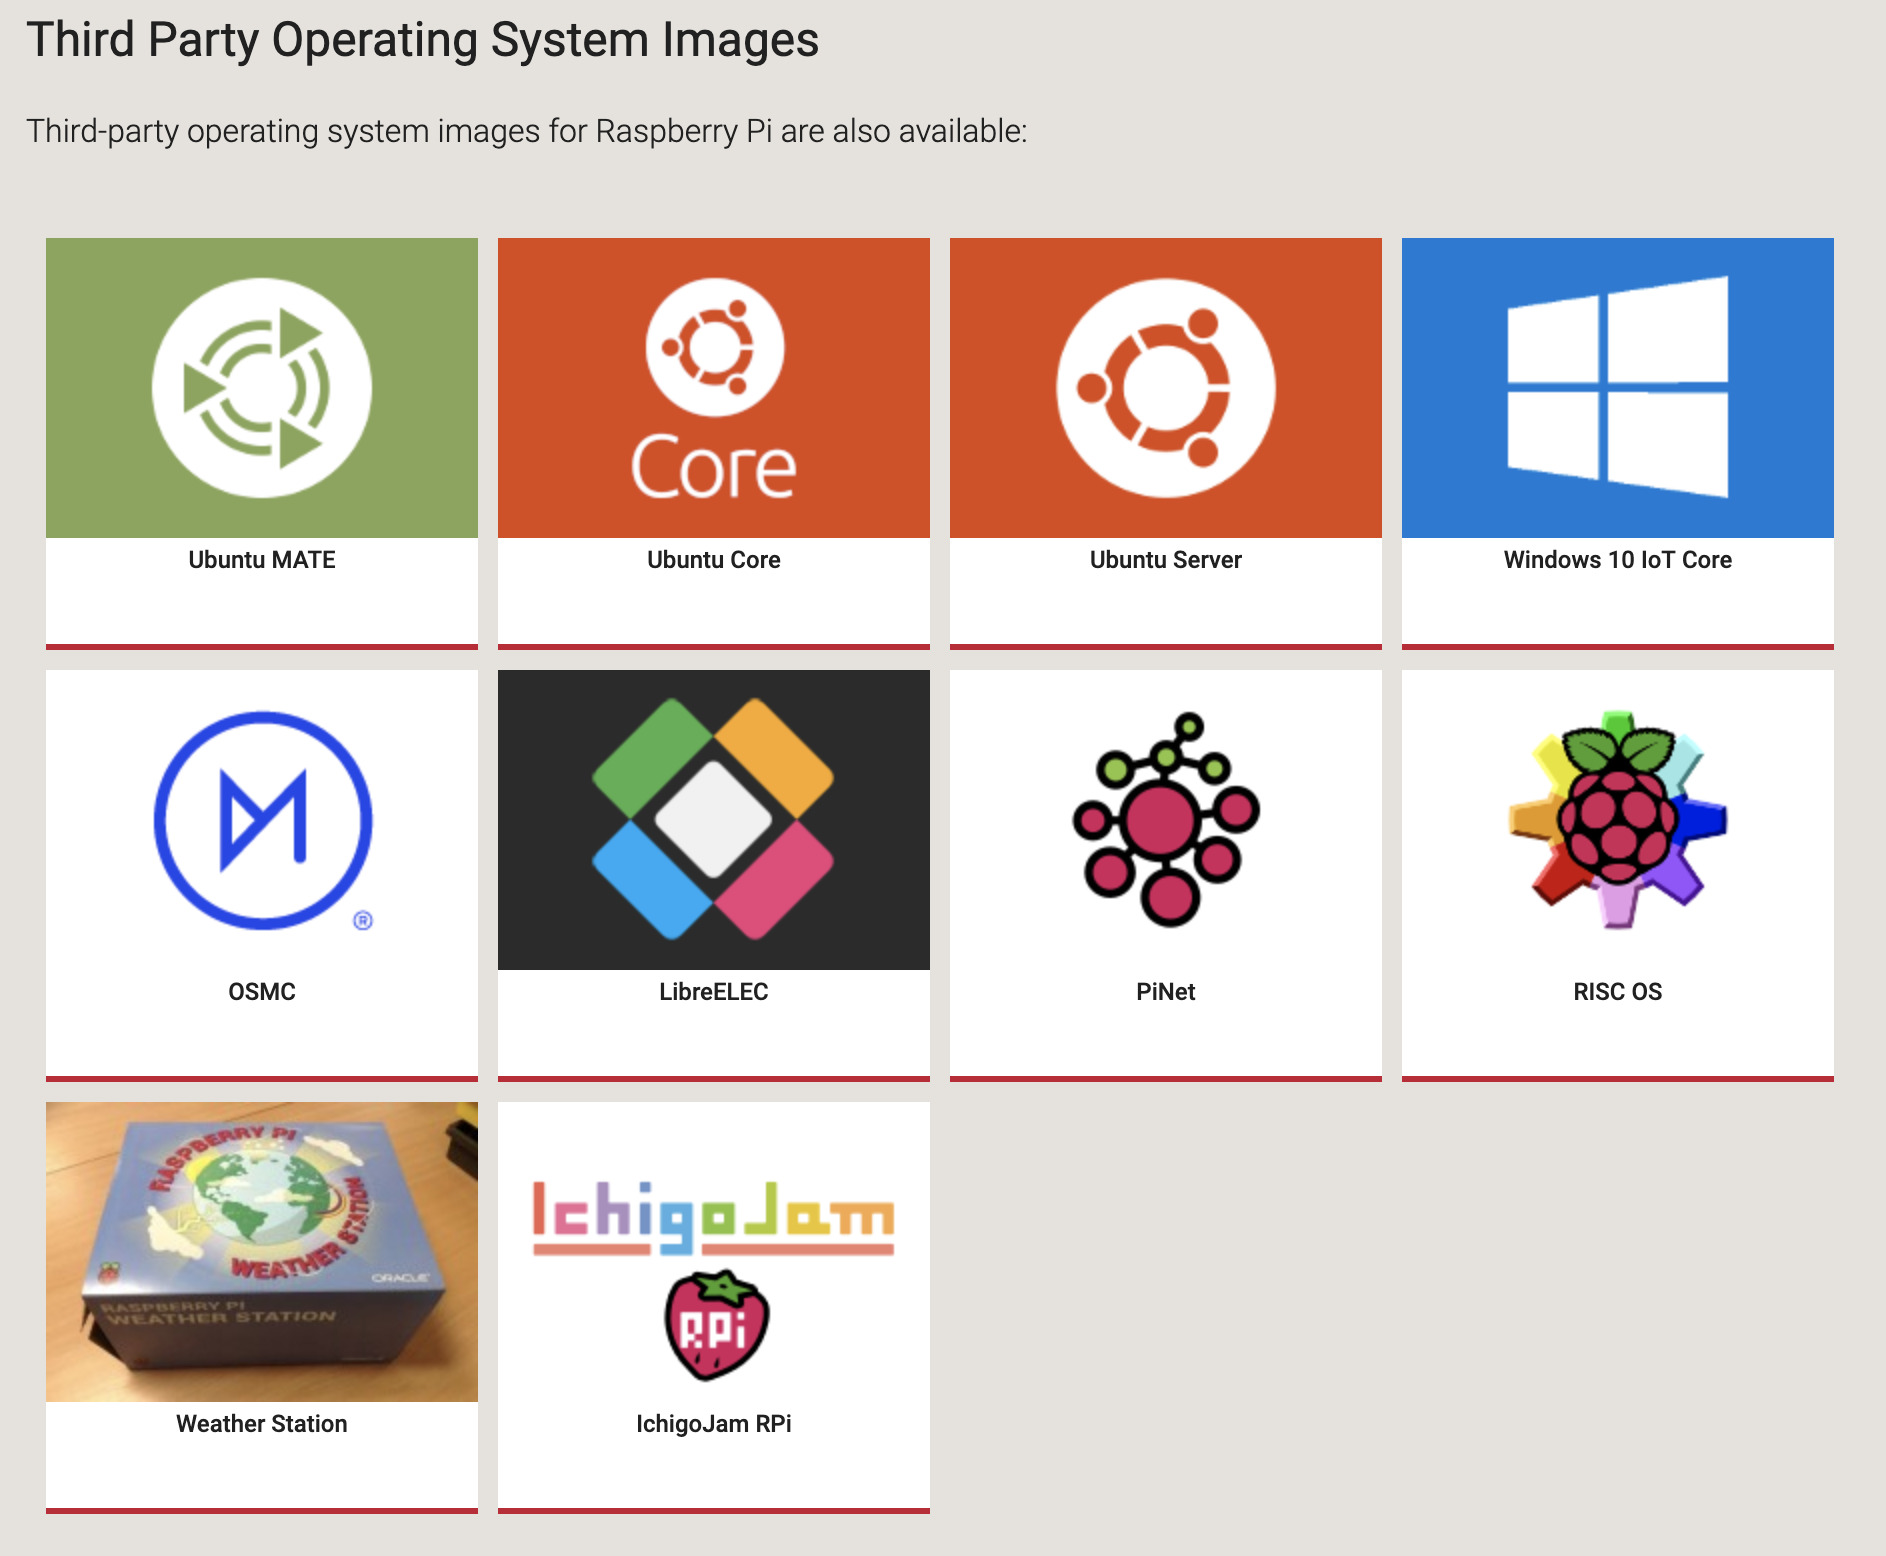 Third Party Operating System Images
Third-party operating system images for Raspberry Pi are also available:
Core
Ubuntu MATE
Ubuntu Core
Ubuntu Server
Windows 10 IoT Core
®
OSMC
LibreELEC
PiNet
RISC OS
RASPBERRY PI
WEATHER STATION
ORACLE
RASPBERRY PI
WEATHER STATION
Weather Station
IchigoJam
RPi
IchigoJam RPi